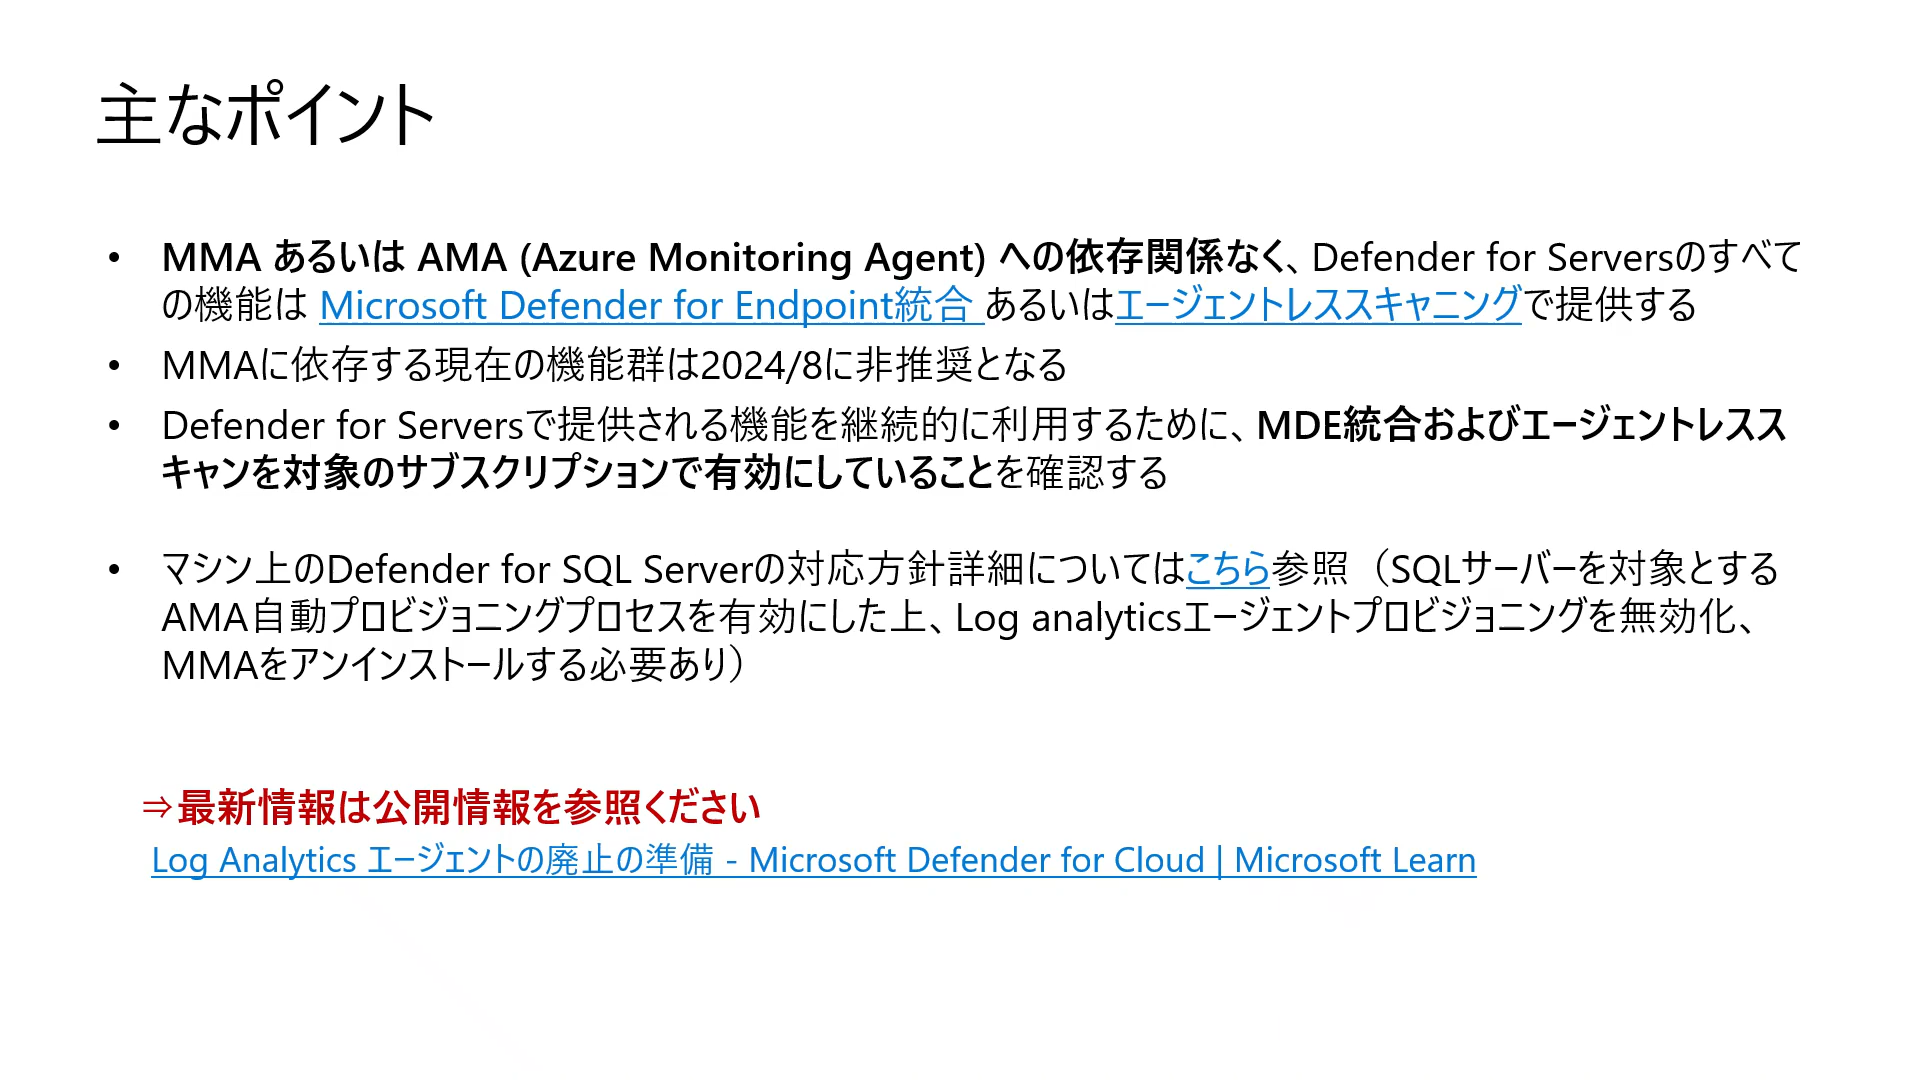 主なポイント
• MMA あるいは AMA (Azure Monitoring Agent) への依存関係なく、Defender for Serversのすべて
の機能は Microsoft Defender for Endpoint統合 あるいはエージェントレススキャニングで提供する
• MMAに依存する現在の機能群は2024/8に非推奨となる
• Defender for Serversで提供される機能を継続的に利用するために、MDE統合およびエージェントレスス
キャンを対象のサブスクリプションで有効にしていることを確認する
• マシン上のDefender for SQL Serverの対応方針詳細についてはこちら参照（SQLサーバーを対象とする
AMA自動プロビジョニングプロセスを有効にした上、Log analyticsエージェントプロビジョニングを無効化、
MMAをアンインストールする必要あり）
⇒最新情報は公開情報を参照ください
Log Analytics エージェントの廃止の準備 - Microsoft Defender for Cloud | Microsoft Learn